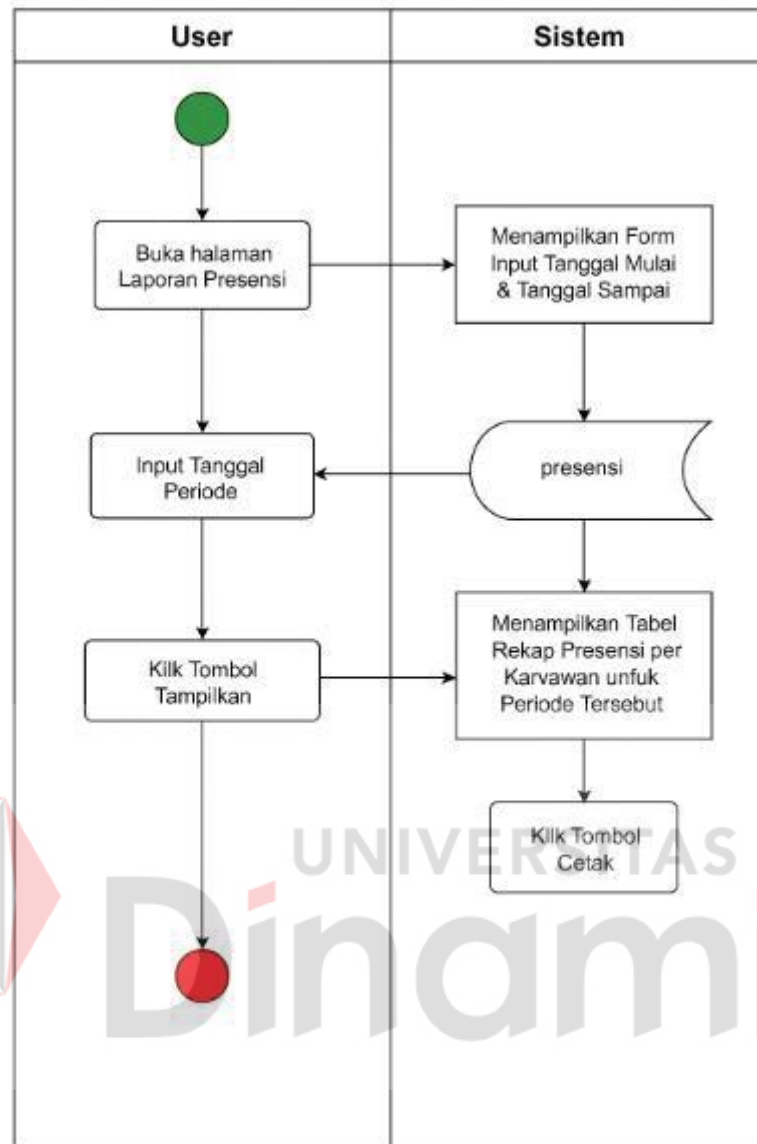 User
Sistem
Buka halaman
Laporan Presensi
Menampilkan Form
Input Tanggal Mulai
& Tanggal Sampai
Input Tanggal
Periode
presensi
Kilk Tombol
Tampilkan
Menampilkan Tabel
Rekap Presensi per
Karvawan unfuk
Periode Tersebut
Kilk Tombol
Cetak
UNIVERSITAS
Dinami